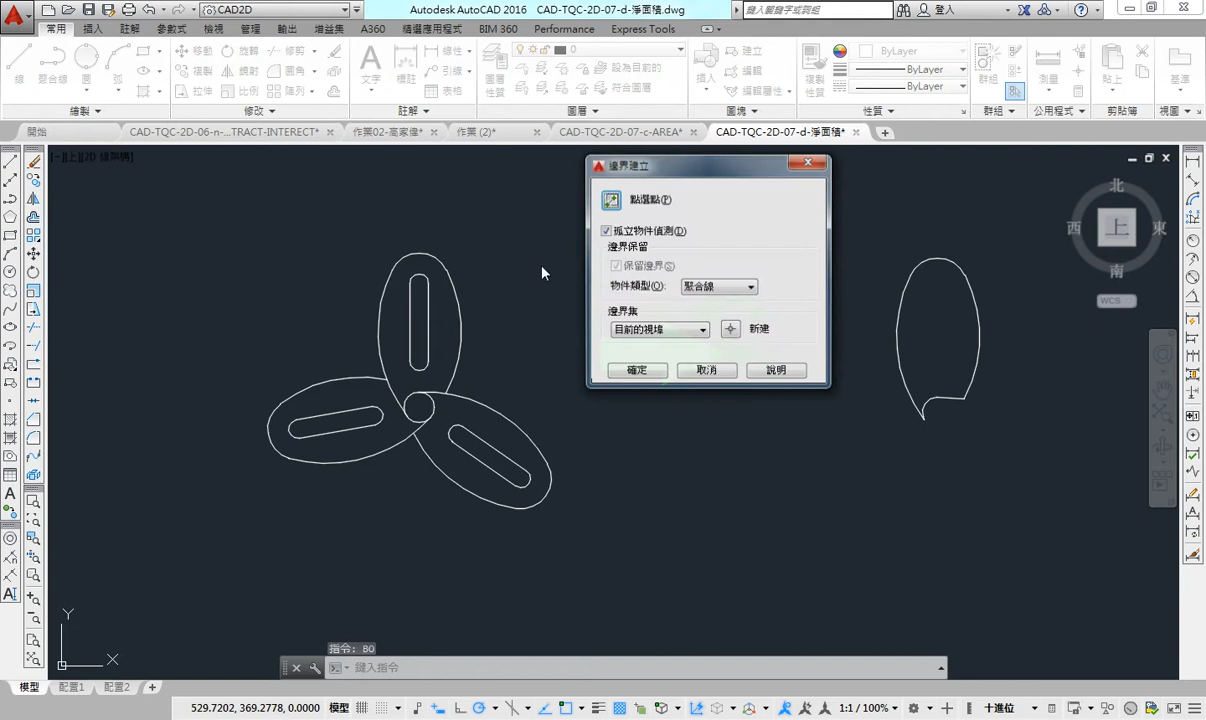 CAD2D
Autodesk AutoCAD 2016 CAD-TQC-2D-07-d-淨面積.dwg
鍵入關鍵字或片語
登入
常用 插入 註解 參數式 檢視 管理 輸出 增益集 A360 精選應用程式 BIM 360 Performance Express Tools
線 聚合線 圓 弧
移動 旋轉 修剪
複製 鏡射 圓角
拉伸 比例 陣列
文字 標註
線性
引線
表格
圖層性質
0
設為目前的
符合圖層
插入
建立
編輯
編輯屬性
複製性質
ByLayer
ByLayer
ByLayer
群組 測量 貼上 基準
繪製 修改 註解 圖層 圖塊 性質 群組 公用程式 剪貼簿 視圖
開始 CAD-TQC-2D-06-n-...TRACT-INTERECT* 作業02-高家偉* 作業 (2)* CAD-TQC-2D-07-c-AREA* CAD-TQC-2D-07-d-淨面積*
[-][上][2D 線架構]
邊界建立
點選點(P)
孤立物件偵測(D)
邊界保留
保留邊界(S)
物件類型(O): 聚合線
邊界集
目前的視埠 新建
確定 取消 說明
北
西 上 東
南
WCS
Y
X
指令: BO
鍵入指令
模型 配置1 配置2
529.7202, 369.2778, 0.0000 模型 1:1 / 100% 十進位